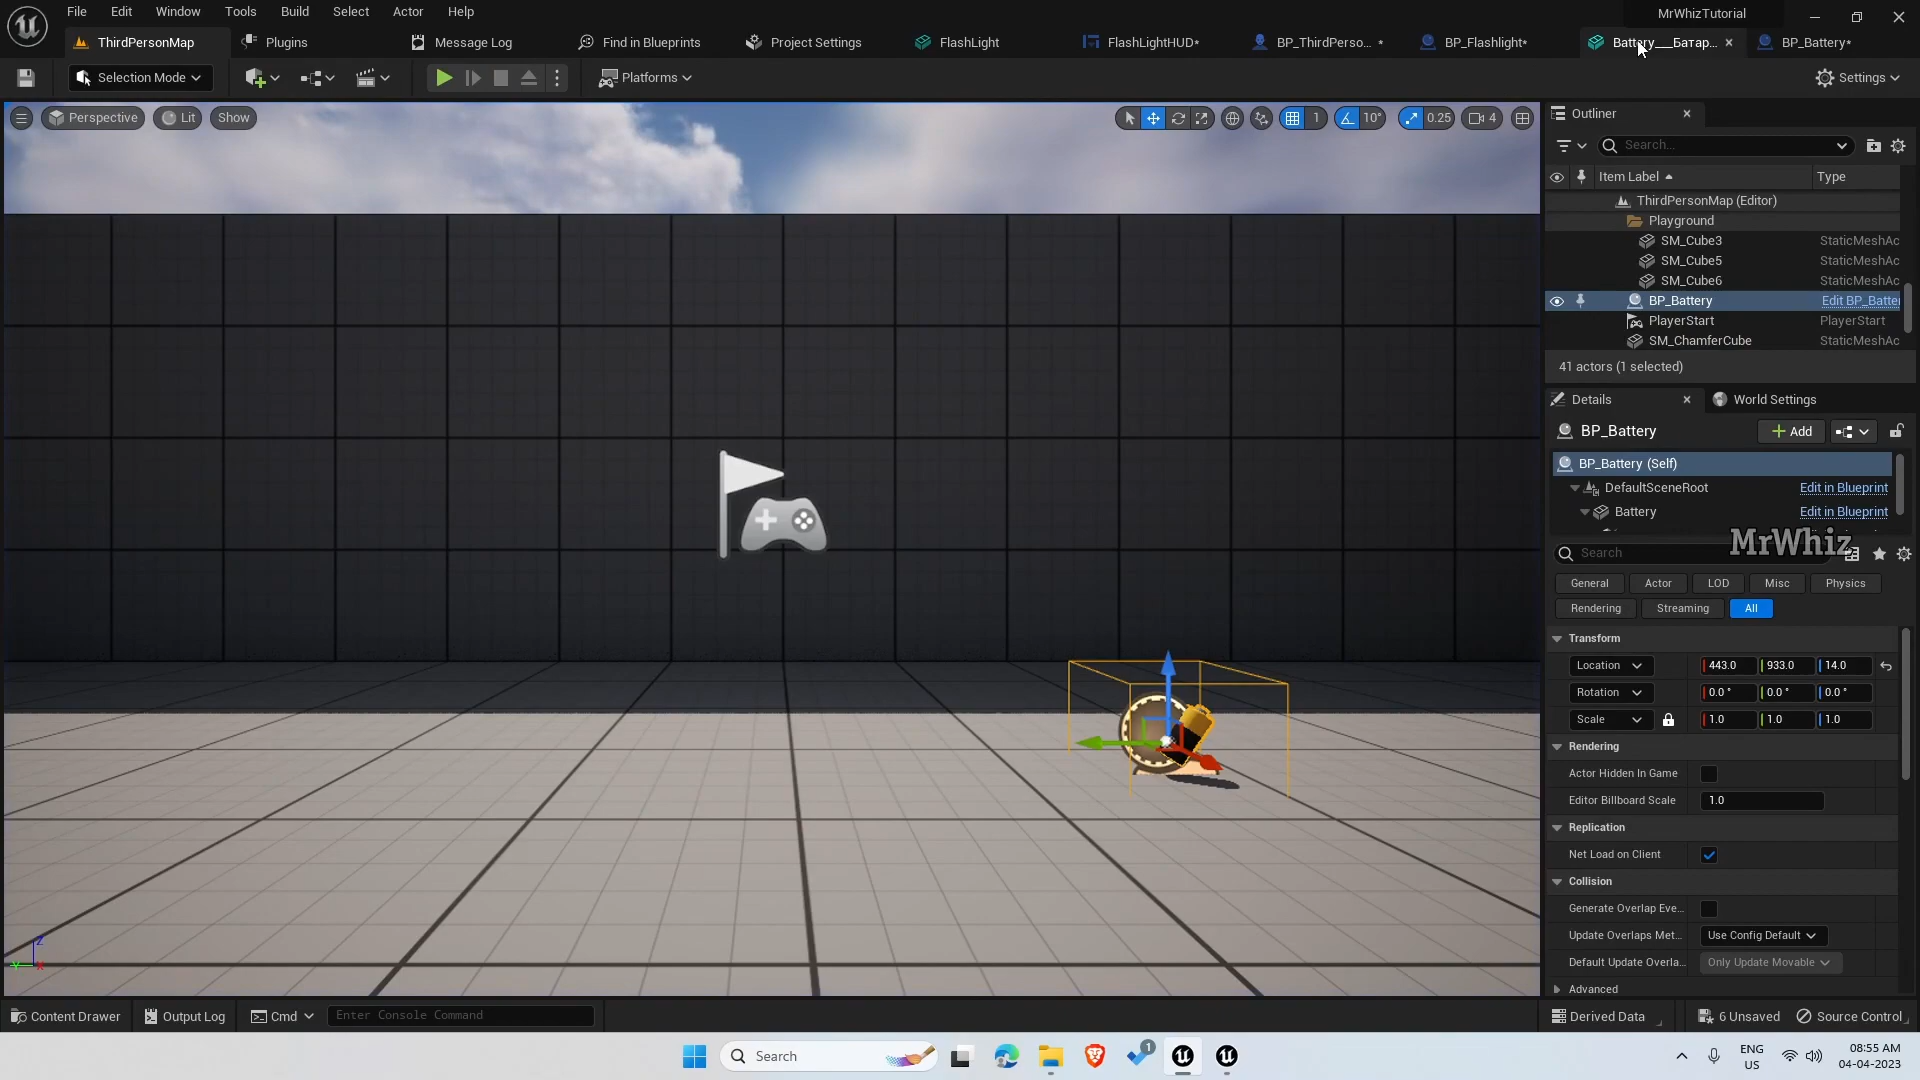 File Edit Window Tools Build Select Actor Help
MrWhizTutorial
ThirdPersonMap Plugins Message Log Find in Blueprints Project Settings FlashLight FlashLightHUD* BP_ThirdPerso... * BP_Flashlight* Battery___Батар... BP_Battery*
Selection Mode Platforms Settings
Perspective Lit Show 1 10° 0.25 4
Outliner
Search...
Item Label Type
ThirdPersonMap (Editor)
Playground
SM_Cube3 StaticMeshAc
SM_Cube5 StaticMeshAc
SM_Cube6 StaticMeshAc
BP_Battery Edit BP_Batter
PlayerStart PlayerStart
SM_ChamferCube StaticMeshAc
41 actors (1 selected)
Details World Settings
BP_Battery Add
BP_Battery (Self)
DefaultSceneRoot Edit in Blueprint
Battery Edit in Blueprint
MrWhiz
Search
General Actor LOD Misc Physics
Rendering Streaming All
Transform
Location 443.0 933.0 14.0
Rotation 0.0° 0.0° 0.0°
Scale 1.0 1.0 1.0
Rendering
Actor Hidden In Game
Editor Billboard Scale 1.0
Replication
Net Load on Client
Collision
Generate Overlap Eve...
Update Overlaps Met... Use Config Default
Default Update Overla... Only Update Movable
Advanced
Z
Y X
Content Drawer Output Log Cmd Enter Console Command Derived Data 6 Unsaved Source Control
Search 1 ENG 08:55 AM
US 04-04-2023